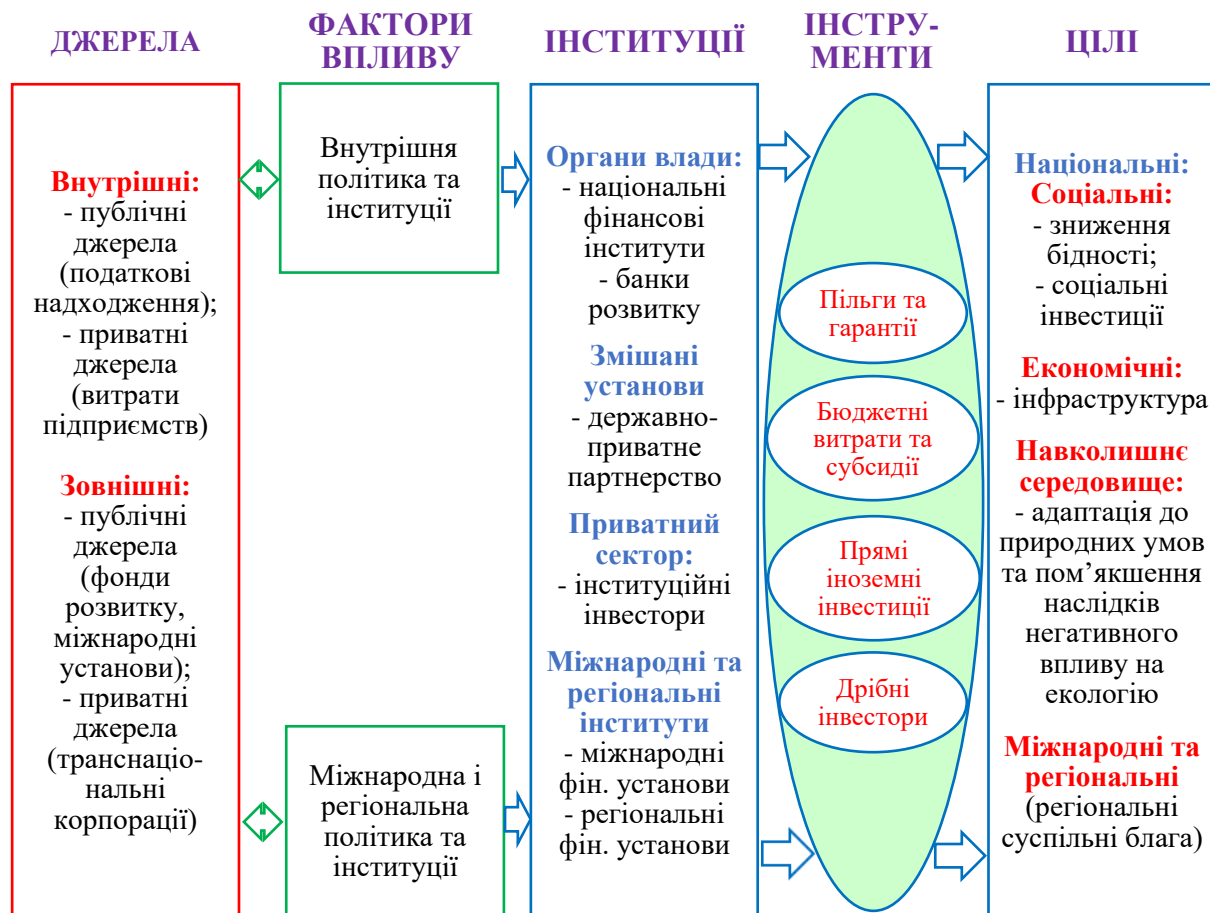 ДЖЕРЕЛА
ФАКТОРИ
ВПЛИВУ
ІНСТИТУЦІЇ
ІНСТРУ-
МЕНТИ
ЦІЛІ
Внутрішні:
- публічні
джерела
(податкові
надходження);
- приватні
джерела
(витрати
підприємств)
Зовнішні:
- публічні
джерела
(фонди
розвитку,
міжнародні
установи);
- приватні
джерела
(транснаціо-
нальні
корпорації)
Внутрішня
політика та
інституції
Міжнародна і
регіональна
політика та
інституції
Органи влади:
- національні
фінансові
інститути
- банки
розвитку
Змішані
установи
- державно-
приватне
партнерство
Приватний
сектор:
- інституційні
інвестори
Міжнародні та
регіональні
інститути
- міжнародні
фін. установи
- регіональні
фін. установи
Пільги та
гарантії
Бюджетні
витрати та
субсидії
Прямі
іноземні
інвестиції
Дрібні
інвестори
Національні:
Соціальні:
- зниження
бідності;
- соціальні
інвестиції
Економічні:
- інфраструктура
Навколишнє
середовище:
- адаптація до
природних умов
та пом’якшення
наслідків
негативного
впливу на
екологію
Міжнародні та
регіональні
(регіональні
суспільні блага)